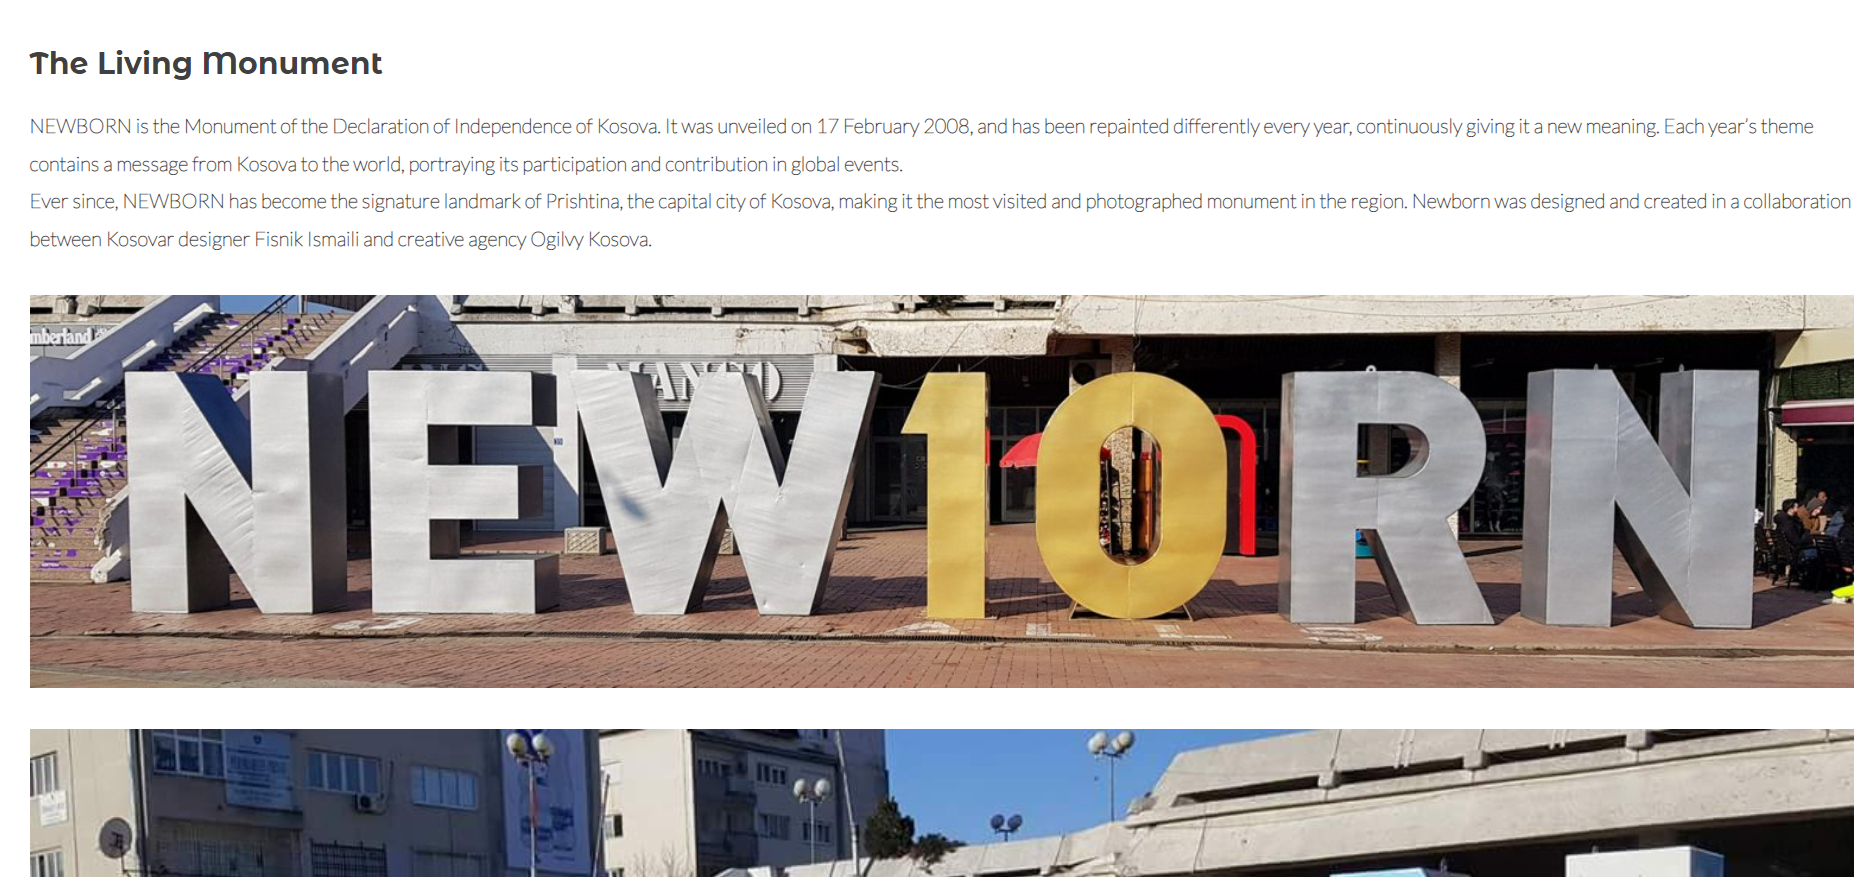 The Living Monument
NEWBORN is the Monument of the Declaration of Independence of Kosova. It was unveiled on 17 February 2008, and has been repainted differently every year, continuously giving it a new meaning. Each year’s theme
contains a message from Kosova to the world, portraying its participation and contribution in global events.
Ever since, NEWBORN has become the signature landmark of Prishtina, the capital city of Kosova, making it the most visited and photographed monument in the region. Newborn was designed and created in a collaboration
between Kosovar designer Fisnik Ismaili and creative agency Ogilvy Kosova.
mberland
MANGO
NEW10RN